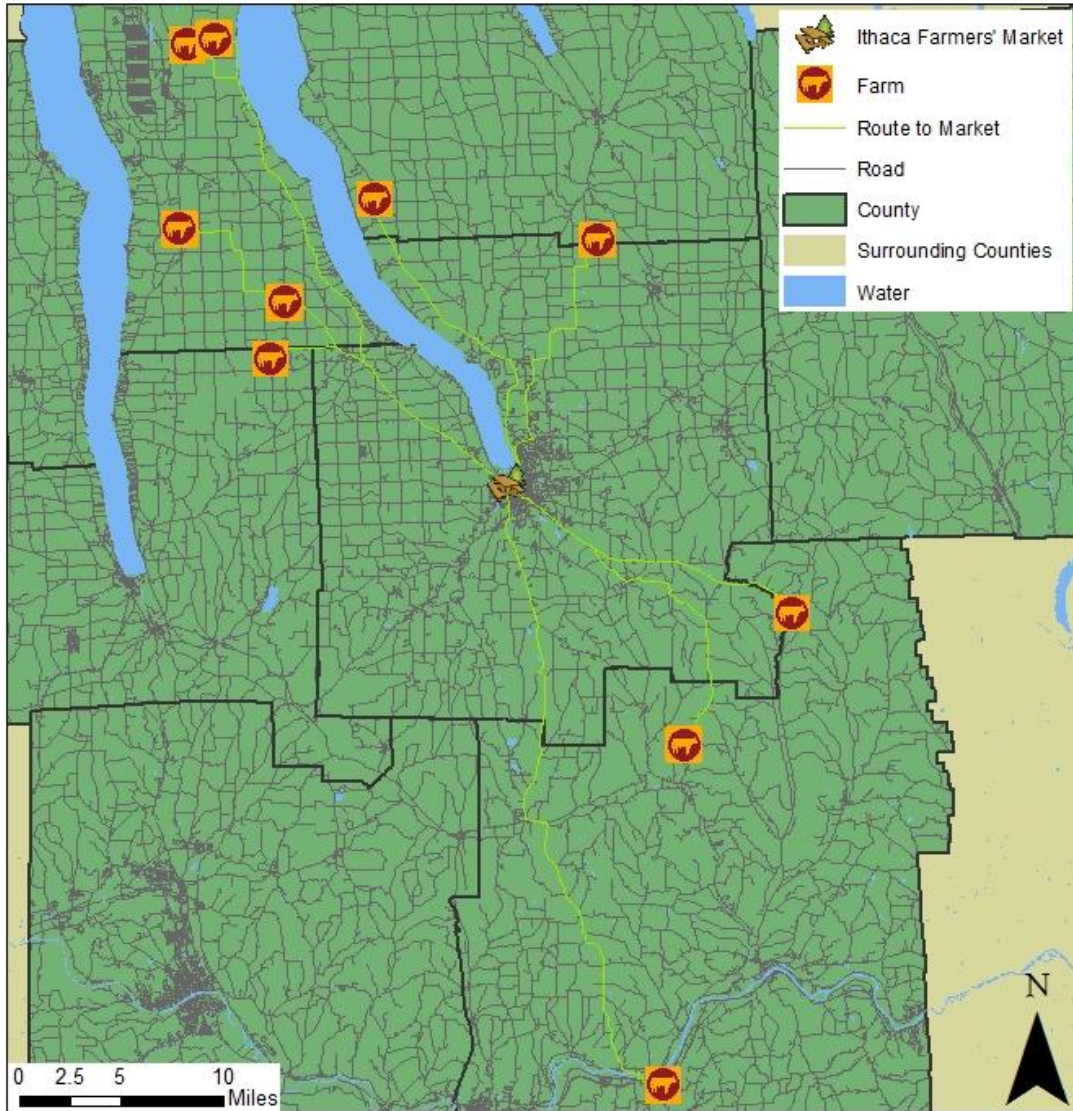 Ithaca Farmers' Market
Farm
Route to Market
Road
County
Surrounding Counties
Water
N
0 2.5 5 10
Miles